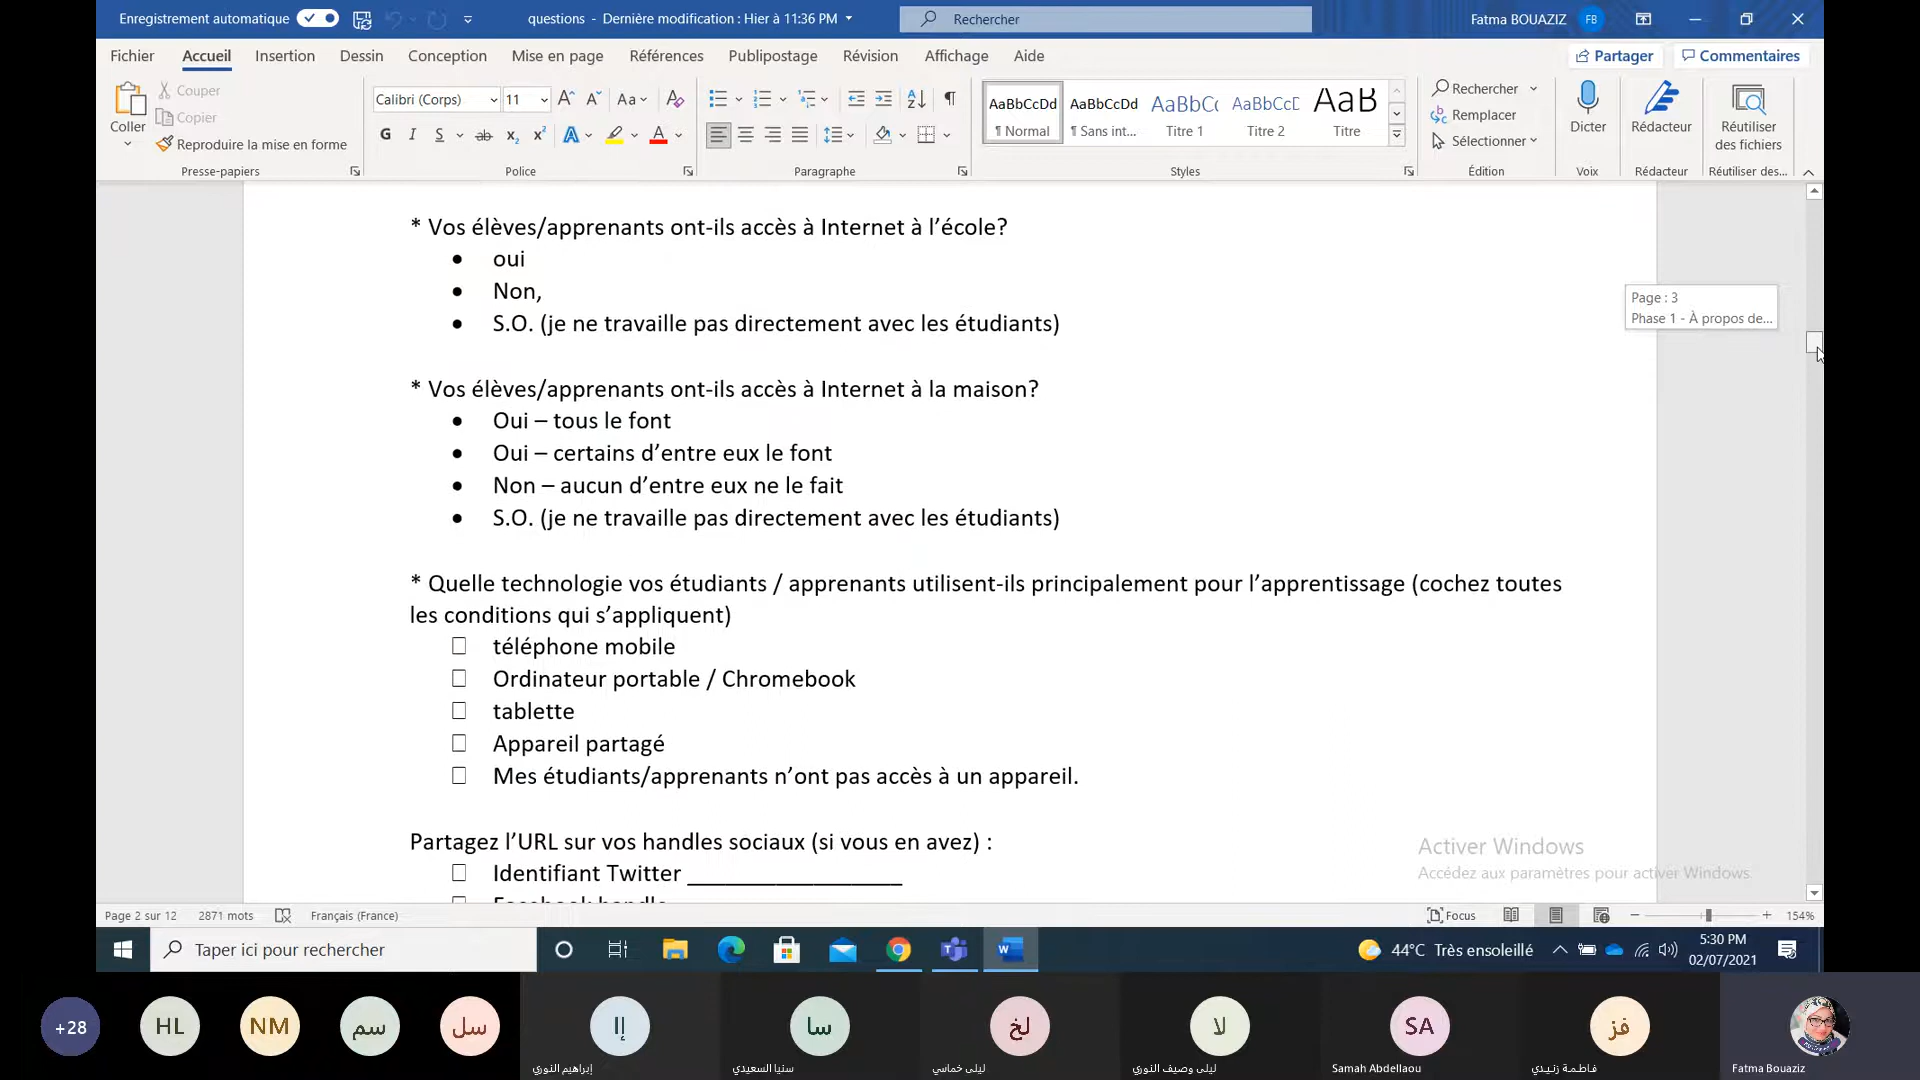 Enregistrement automatique
questions - Dernière modification : Hier à 11:36 PM
Rechercher
Fatma BOUAZIZ FB
Fichier Accueil Insertion Dessin Conception Mise en page Références Publipostage Révision Affichage Aide
Partager Commentaires
Coller
Couper
Copier
Reproduire la mise en forme
Presse-papiers
Calibri (Corps) 11
Police
Paragraphe
AaBbCcDd AaBbCcDd AaBbC AaBbCcD AaB
¶ Normal ¶ Sans int... Titre 1 Titre 2 Titre
Styles
Rechercher
Remplacer
Sélectionner
Édition
Dicter
Voix
Rédacteur
Rédacteur
Réutiliser
des fichiers
Réutiliser des...
* Vos élèves/apprenants ont-ils accès à Internet à l’école?
• oui
• Non,
• S.O. (je ne travaille pas directement avec les étudiants)
Page : 3
Phase 1 - À propos de...
* Vos élèves/apprenants ont-ils accès à Internet à la maison?
• Oui – tous le font
• Oui – certains d’entre eux le font
• Non – aucun d’entre eux ne le fait
• S.O. (je ne travaille pas directement avec les étudiants)
* Quelle technologie vos étudiants / apprenants utilisent-ils principalement pour l’apprentissage (cochez toutes
les conditions qui s’appliquent)
téléphone mobile
Ordinateur portable / Chromebook
tablette
Appareil partagé
Mes étudiants/apprenants n’ont pas accès à un appareil.
Partagez l’URL sur vos handles sociaux (si vous en avez) :
Identifiant Twitter _________________
Activer Windows
Accédez aux paramètres pour activer Windows.
Page 2 sur 12 2871 mots Français (France)
Focus 154%
Taper ici pour rechercher
44°C Très ensoleillé
5:30 PM
02/07/2021
+28 HL NM سم سل إا سا لخ لا SA فز
إبراهيم النوري
سنيا السعيدي
ليلى خماسي
ليلى وصيف النوري
Samah Abdellaou
فاطمة زنيدي
Fatma Bouaziz